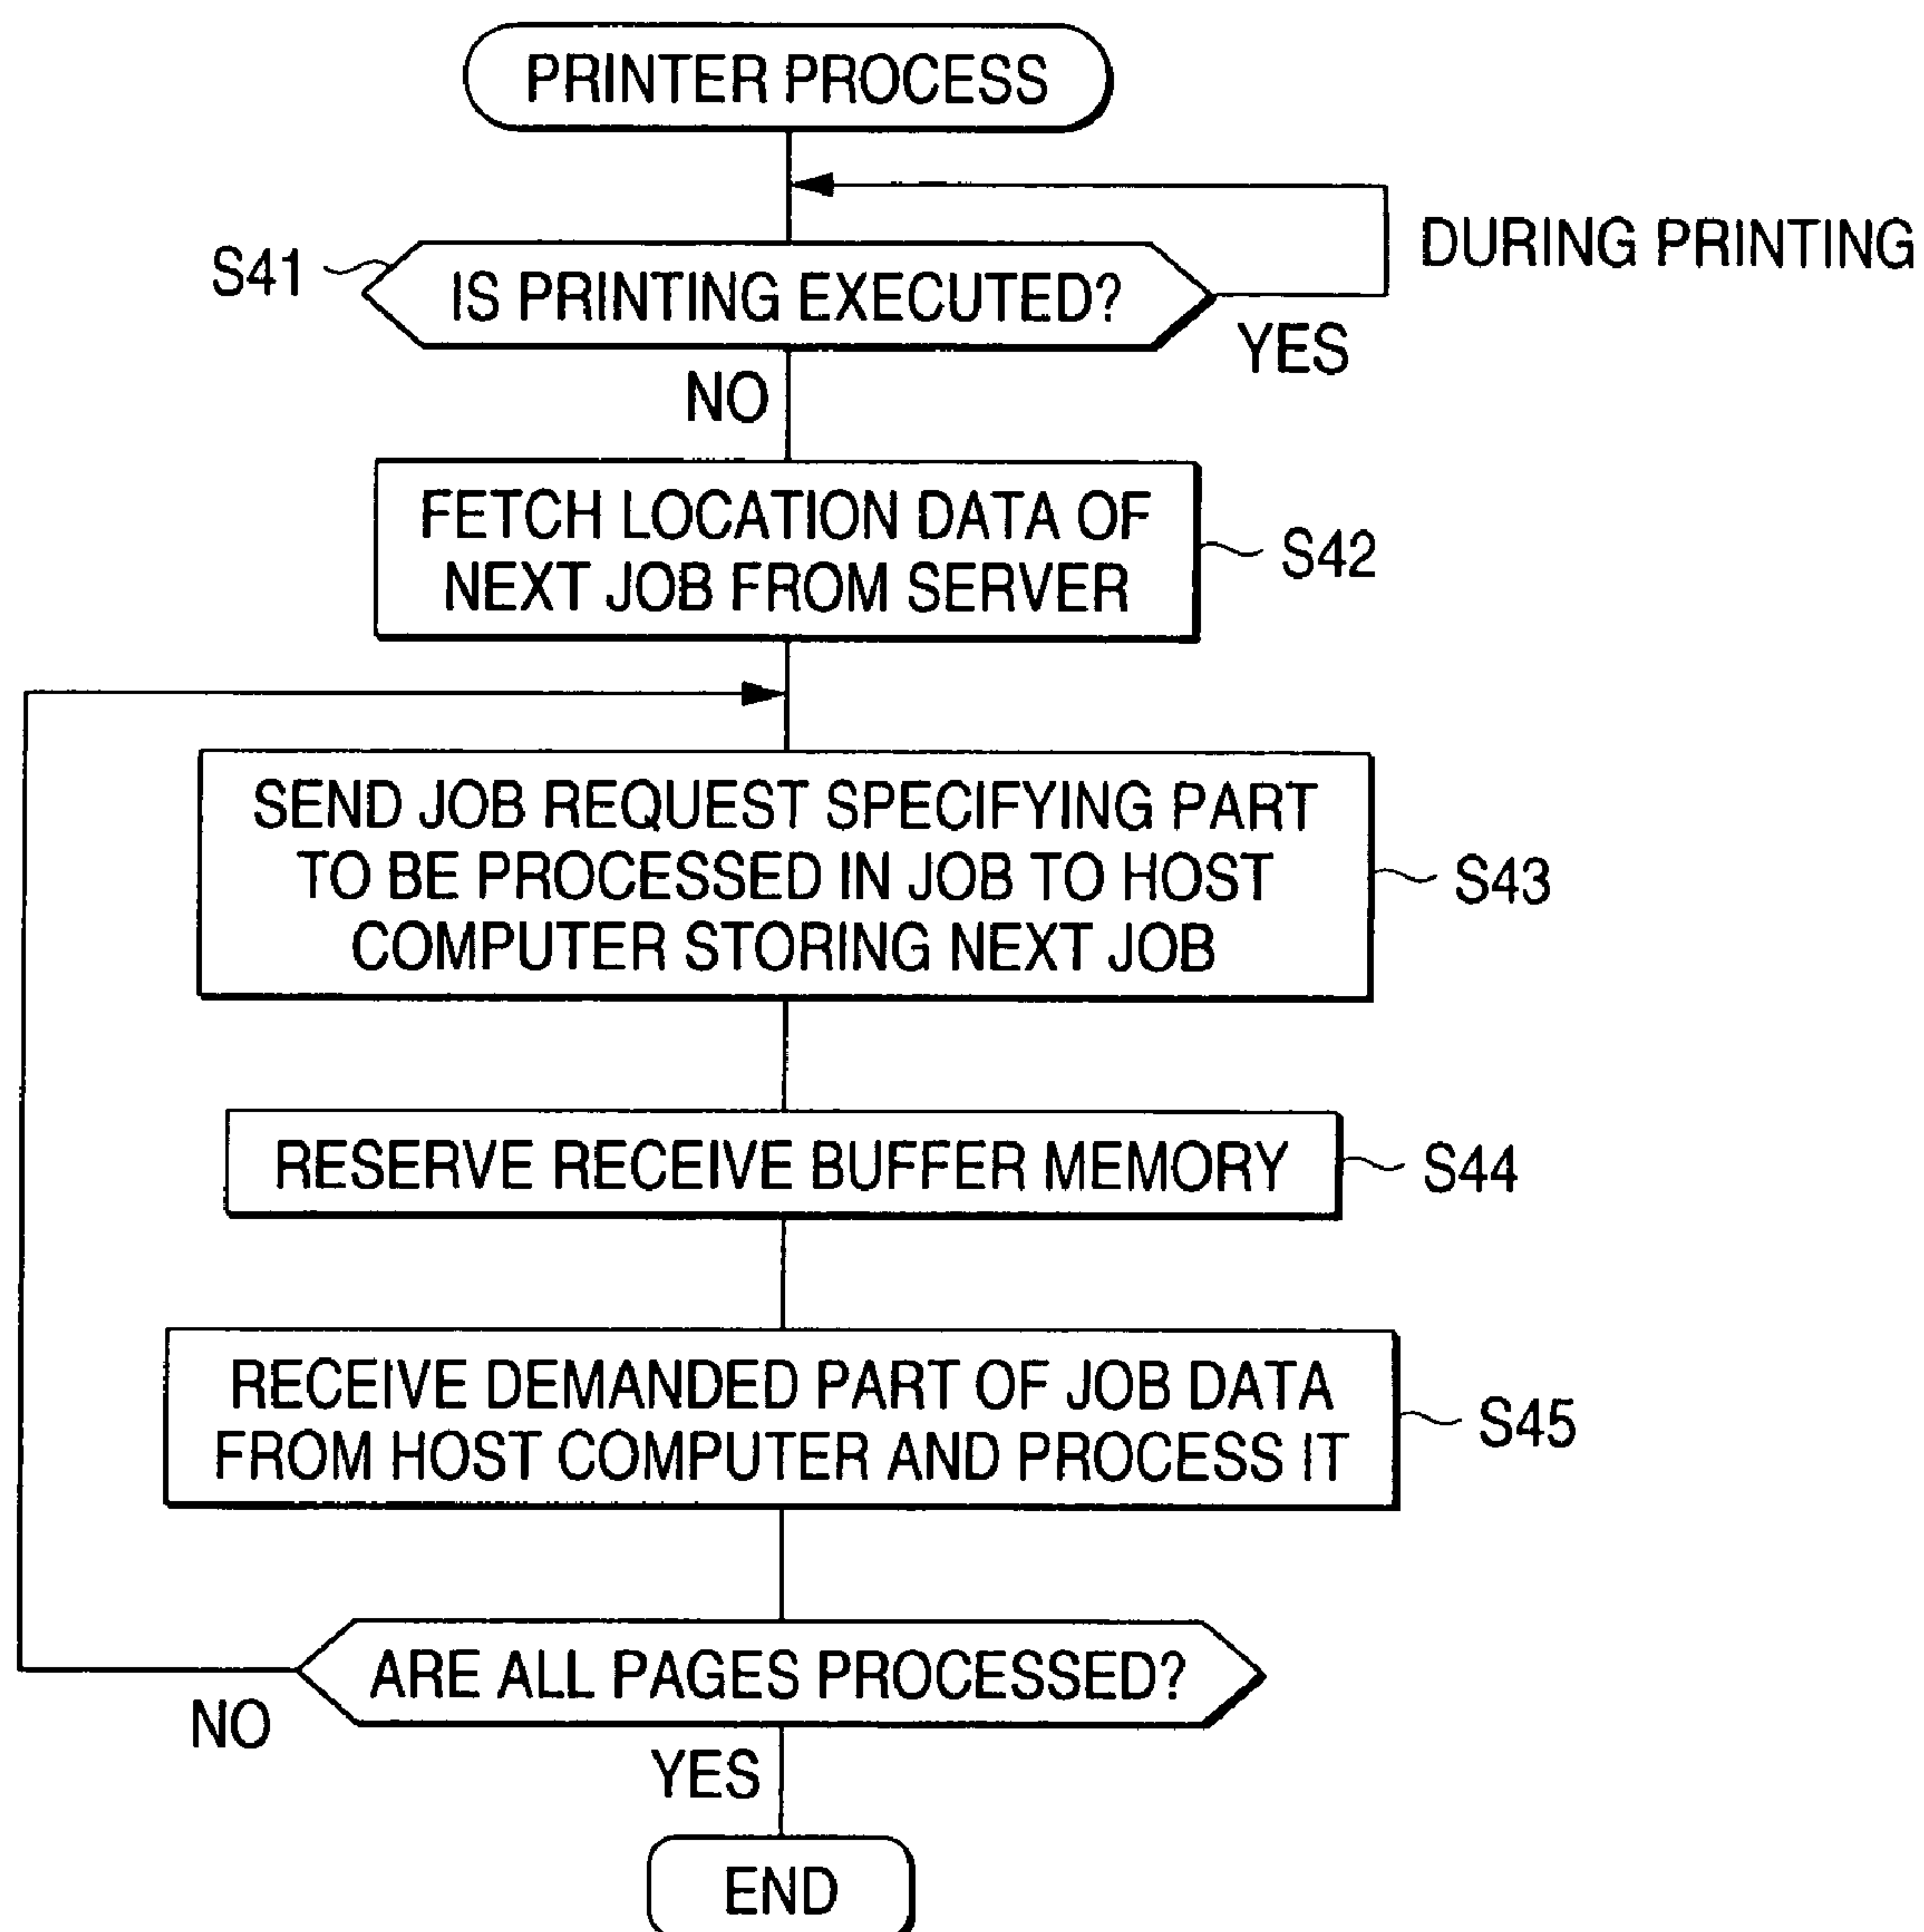 PRINTER PROCESS
DURING PRINTING
S41
IS PRINTING EXECUTED?
YES
NO
FETCH LOCATION DATA OF
NEXT JOB FROM SERVER
S42
SEND JOB REQUEST SPECIFYING PART
TO BE PROCESSED IN JOB TO HOST
COMPUTER STORING NEXT JOB
S43
RESERVE RECEIVE BUFFER MEMORY
S44
RECEIVE DEMANDED PART OF JOB DATA
FROM HOST COMPUTER AND PROCESS IT
S45
ARE ALL PAGES PROCESSED?
NO
YES
END